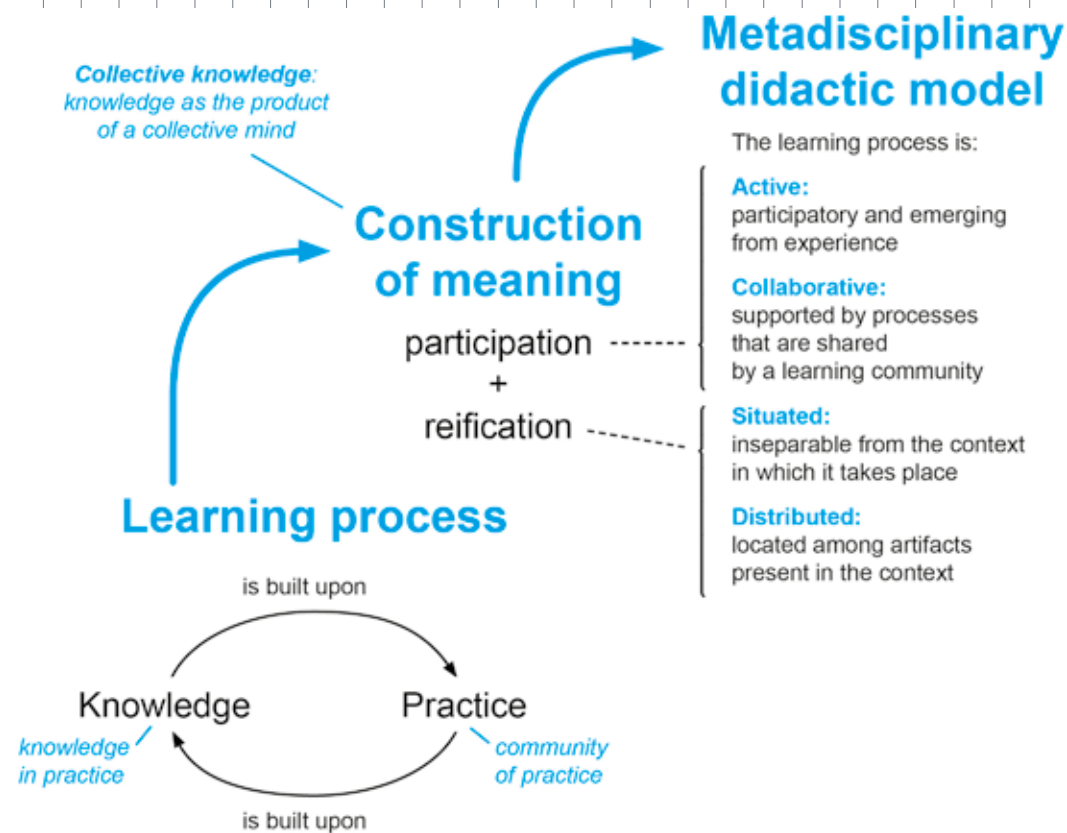 Metadisciplinary
didactic model
The learning process is:
Active:
participatory and emerging
from experience
Collaborative:
supported by processes
that are shared
by a learning community
Situated:
inseparable from the context
in which it takes place
Distributed:
located among artifacts
present in the context
Collective knowledge:
knowledge as the product
of a collective mind
Construction
of meaning
participation
+
reification
Learning process
is built upon
Knowledge
Practice
knowledge
in practice
community
of practice
is built upon